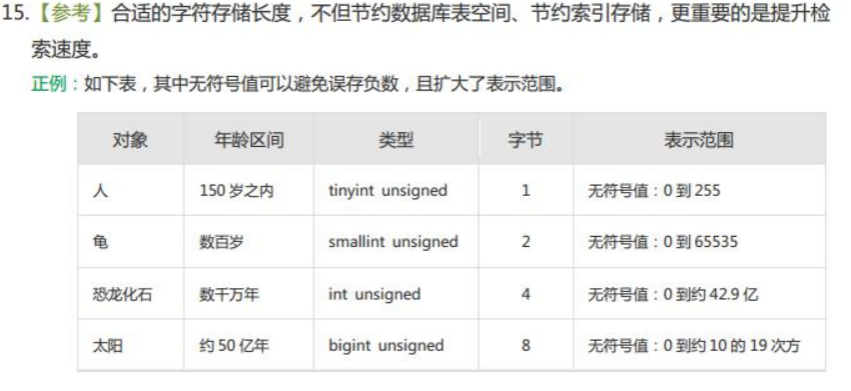 15.【参考】合适的字符存储长度，不但节约数据库表空间、节约索引存储，更重要的是提升检
索速度。
正例：如下表，其中无符号值可以避免误存负数，且扩大了表示范围。
对象 年龄区间 类型 字节 表示范围
人 150 岁之内 tinyint unsigned 1 无符号值：0 到 255
龟 数百岁 smallint unsigned 2 无符号值：0 到 65535
恐龙化石 数千万年 int unsigned 4 无符号值：0 到约 42.9 亿
太阳 约 50 亿年 bigint unsigned 8 无符号值：0 到约 10 的 19 次方